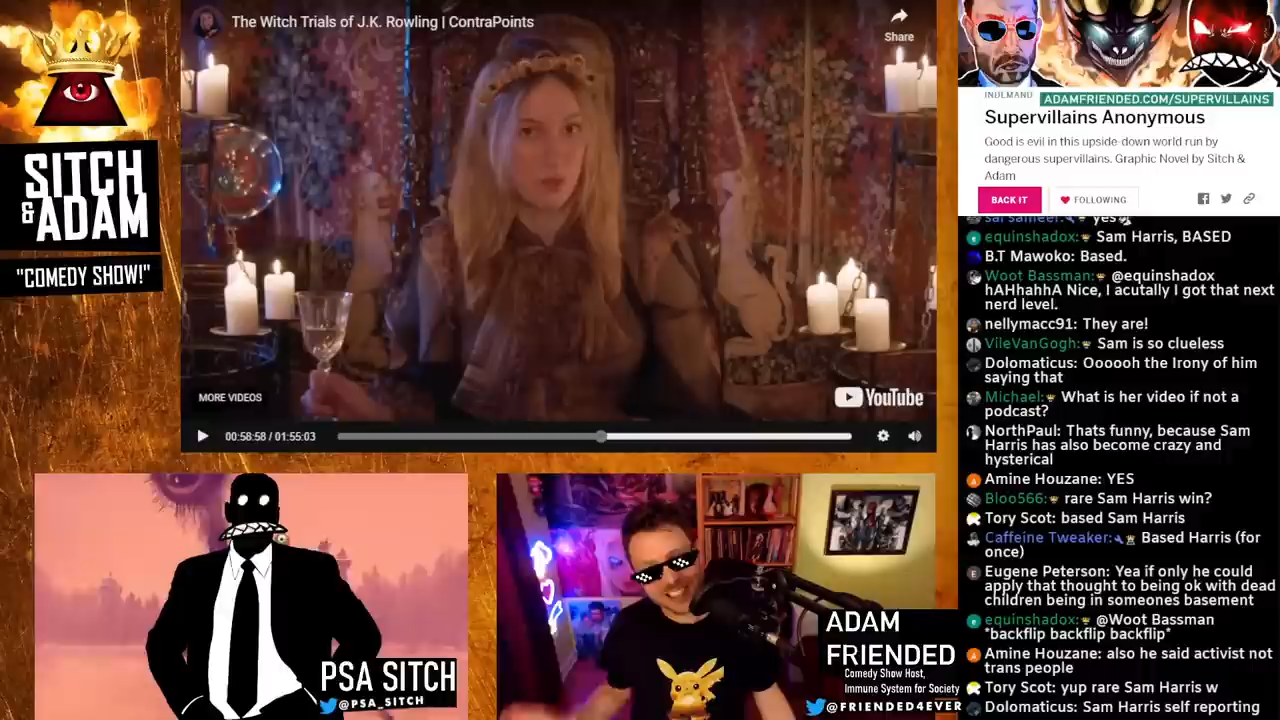 The Witch Trials of J.K. Rowling | ContraPoints
Share
MORE VIDEOS
YouTube
00:58:58 / 01:55:03
SITCH
& ADAM
"COMEDY SHOW!"
PSA SITCH
@PSA_SITCH
ADAM
FRIENDED
Comedy Show Host,
Immune System for Society
@FRIENDED4EVER
INDEMAND
ADAMFRIENDED.COM/SUPERVILLAINS
Supervillains Anonymous
Good is evil in this upside-down world run by
dangerous supervillains. Graphic Novel by Sitch &
Adam
BACK IT
FOLLOWING
yes
equinshadox: Sam Harris, BASED
B.T Mawoko: Based.
Woot Bassman: @equinshadox
hAHhahhA Nice, I acutally I got that next
nerd level.
nellymacc91: They are!
VileVanGogh: Sam is so clueless
Dolomaticus: Oooooh the Irony of him
saying that
Michael: What is her video if not a
podcast?
NorthPaul: Thats funny, because Sam
Harris has also become crazy and
hysterical
Amine Houzane: YES
Bloo566: rare Sam Harris win?
Tory Scot: based Sam Harris
Caffeine Tweaker: Based Harris (for
once)
Eugene Peterson: Yea if only he could
apply that thought to being ok with dead
children being in someones basement
equinshadox: @Woot Bassman
*backflip backflip backflip*
Amine Houzane: also he said activist not
trans people
Tory Scot: yup rare Sam Harris w
Dolomaticus: Sam Harris self reporting